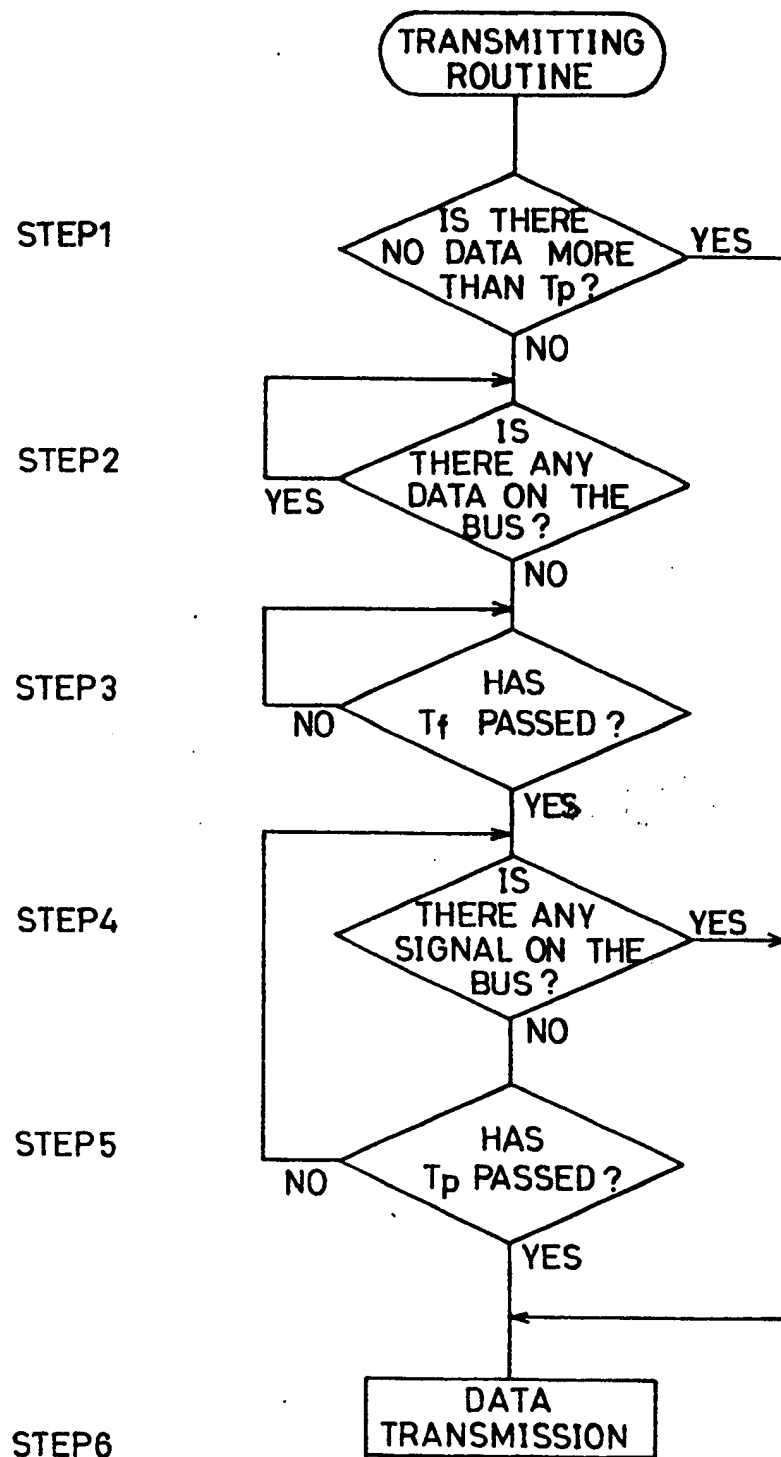 TRANSMITTING
ROUTINE
STEP1
IS THERE
NO DATA MORE
THAN Tp?
YES
NO
STEP2
IS
THERE ANY
DATA ON THE
BUS?
YES
NO
STEP3
HAS
Tf PASSED?
NO
YES
STEP4
IS
THERE ANY
SIGNAL ON THE
BUS?
YES
NO
STEP5
HAS
Tp PASSED?
NO
YES
STEP6
DATA
TRANSMISSION